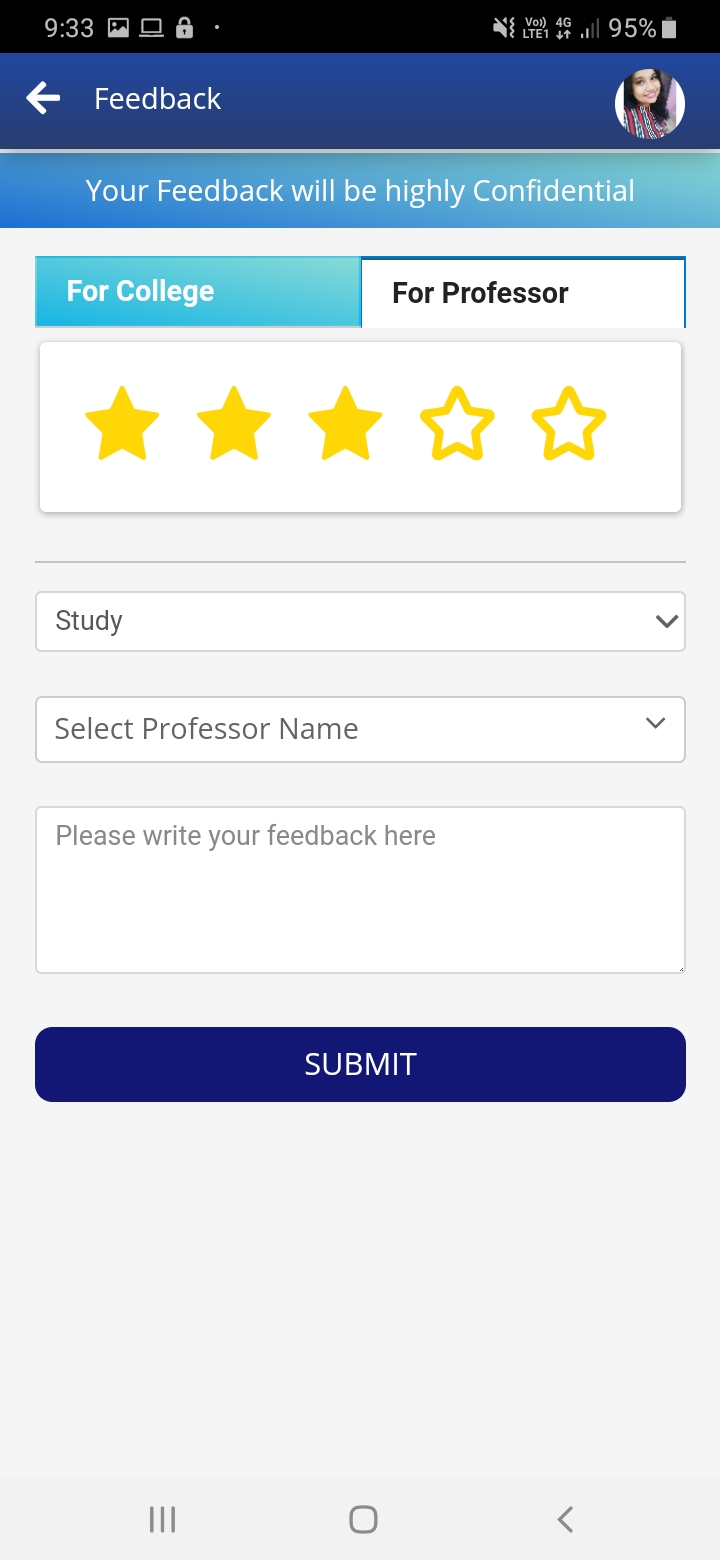 9:33 Vo)) LTE1 4G 95%
Feedback
Your Feedback will be highly Confidential
For College For Professor
Study
Select Professor Name
Please write your feedback here
SUBMIT